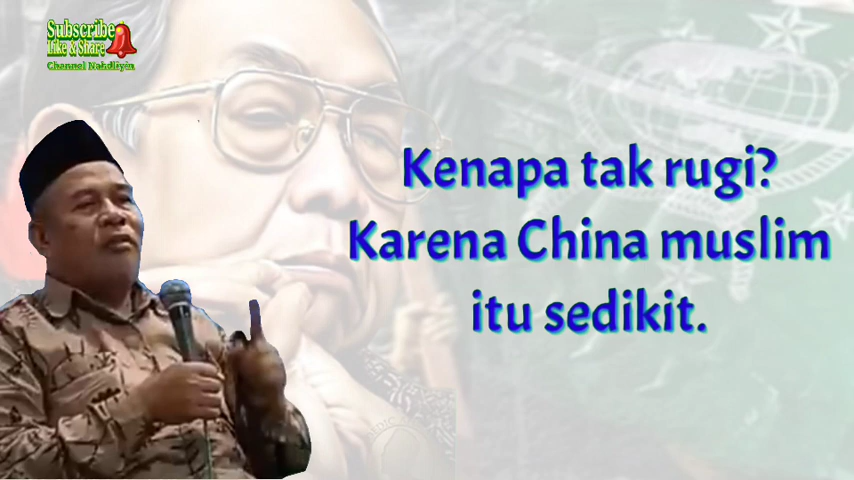 Subscribe
Like & Share
Channel Nahdliyin
Kenapa tak rugi?
Karena China muslim
itu sedikit.